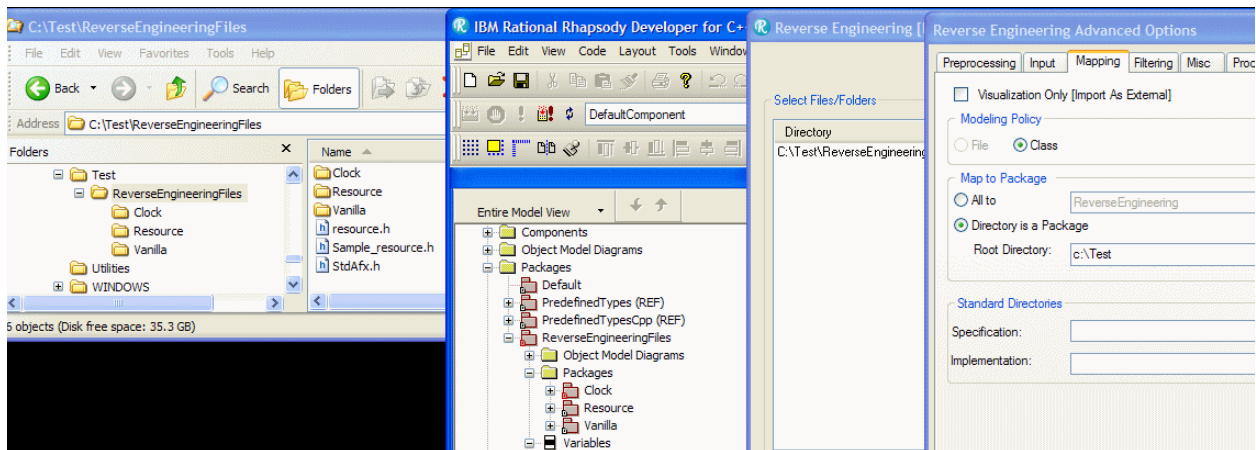 C:\Test\ReverseEngineeringFiles
File Edit View Favorites Tools Help
Back Search Folders
Address C:\Test\ReverseEngineeringFiles
Folders
Test
ReverseEngineeringFiles
Clock
Resource
Vanilla
Utilities
WINDOWS
Name
Clock
Resource
Vanilla
resource.h
Sample_resource.h
StdAfx.h
6 objects (Disk free space: 35.3 GB)
IBM Rational Rhapsody Developer for C++
File Edit View Code Layout Tools Window
DefaultComponent
Entire Model View
Components
Object Model Diagrams
Packages
Default
PredefinedTypes (REF)
PredefinedTypesCpp (REF)
ReverseEngineeringFiles
Object Model Diagrams
Packages
Clock
Resource
Vanilla
Variables
Reverse Engineering [
Select Files/Folders
Directory
C:\Test\ReverseEngineering
Reverse Engineering Advanced Options
Preprocessing Input Mapping Filtering Misc Proc
Visualization Only [Import As External]
Modeling Policy
File Class
Map to Package
All to ReverseEngineering
Directory is a Package
Root Directory: c:\Test
Standard Directories
Specification:
Implementation: